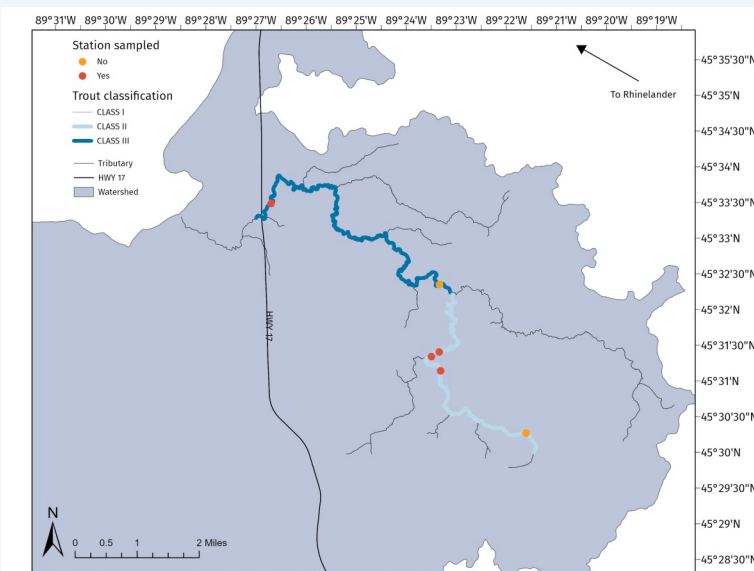 89°31'W 89°30'W 89°29'W 89°28'W 89°27'W 89°26'W 89°25'W 89°24'W 89°23'W 89°22'W 89°21'W 89°20'W 89°19'W
Station sampled
No
Yes
Trout classification
CLASS I
CLASS II
CLASS III
Tributary
HWY 17
Watershed
To Rhinelander
45°35'30"N
45°35'N
45°34'30"N
45°34'N
45°33'30"N
45°33'N
45°32'30"N
45°32'N
45°31'30"N
45°31'N
45°30'30"N
45°30'N
45°29'30"N
45°29'N
45°28'30"N
HWY 17
N
0 0.5 1 2 Miles